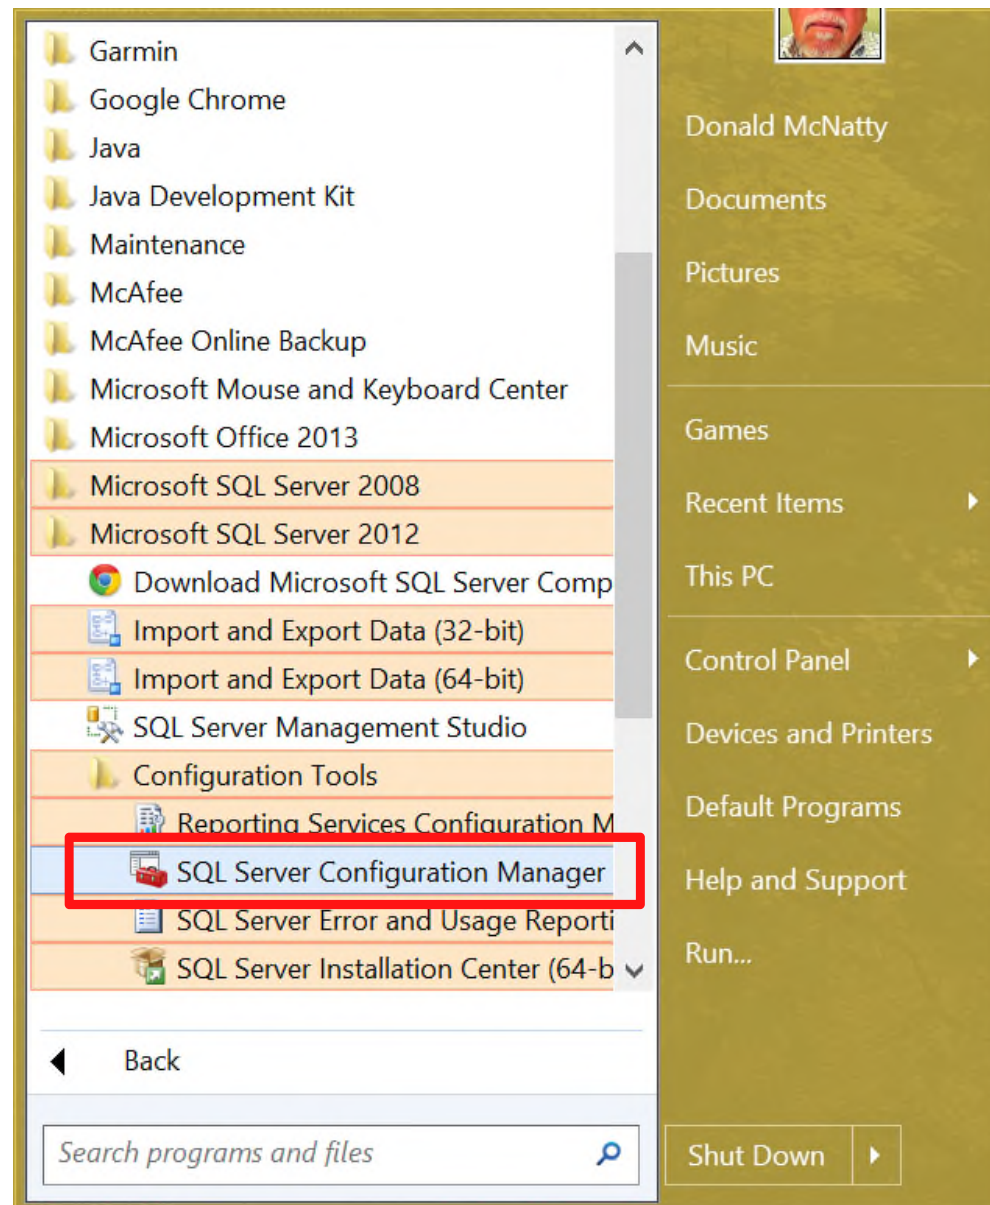 Garmin
Google Chrome
Java
Java Development Kit
Maintenance
McAfee
McAfee Online Backup
Microsoft Mouse and Keyboard Center
Microsoft Office 2013
Microsoft SQL Server 2008
Microsoft SQL Server 2012
Download Microsoft SQL Server Comp
Import and Export Data (32-bit)
Import and Export Data (64-bit)
SQL Server Management Studio
Configuration Tools
Reporting Services Configuration M
SQL Server Configuration Manager
SQL Server Error and Usage Reporti
SQL Server Installation Center (64-b
Back
Search programs and files
Donald McNatty
Documents
Pictures
Music
Games
Recent Items
This PC
Control Panel
Devices and Printers
Default Programs
Help and Support
Run...
Shut Down